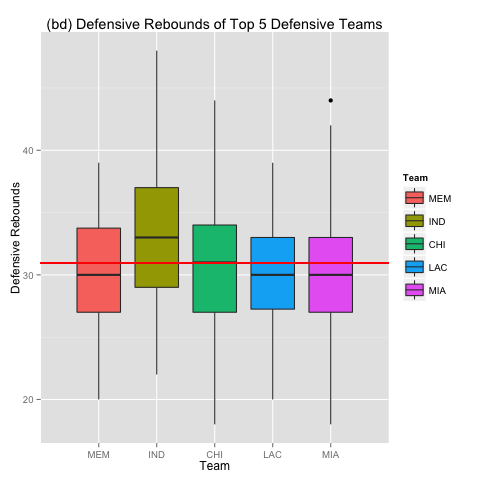 (bd) Defensive Rebounds of Top 5 Defensive Teams
Defensive Rebounds
40
30
20
MEM IND CHI LAC MIA
Team
Team
MEM
IND
CHI
LAC
MIA